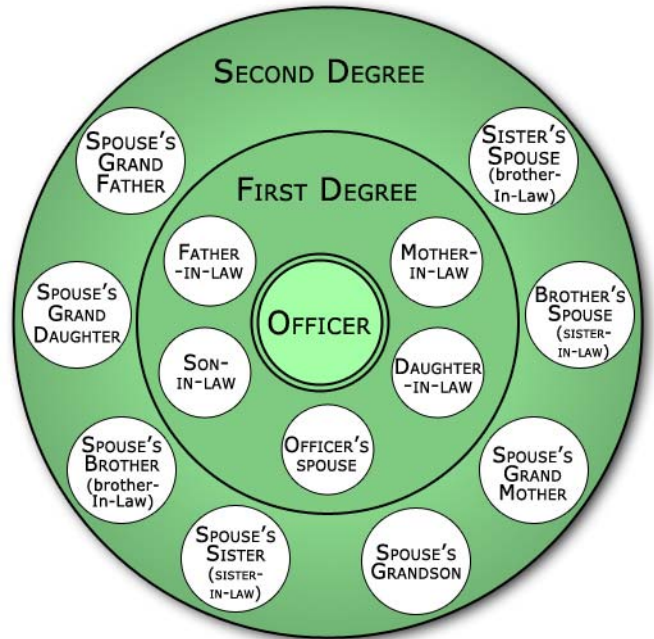 SECOND DEGREE
SPOUSE'S
GRAND
FATHER
SISTER'S
SPOUSE
(brother-
In-Law)
FIRST DEGREE
FATHER
-IN-LAW
MOTHER-
IN-LAW
OFFICER
SPOUSE'S
GRAND
DAUGHTER
BROTHER'S
SPOUSE
(SISTER-
IN-LAW)
SON-
IN-LAW
DAUGHTER
-IN-LAW
OFFICER'S
SPOUSE
SPOUSE'S
BROTHER
(brother-
In-Law)
SPOUSE'S
GRAND
MOTHER
SPOUSE'S
SISTER
(SISTER-
IN-LAW)
SPOUSE'S
GRANDSON